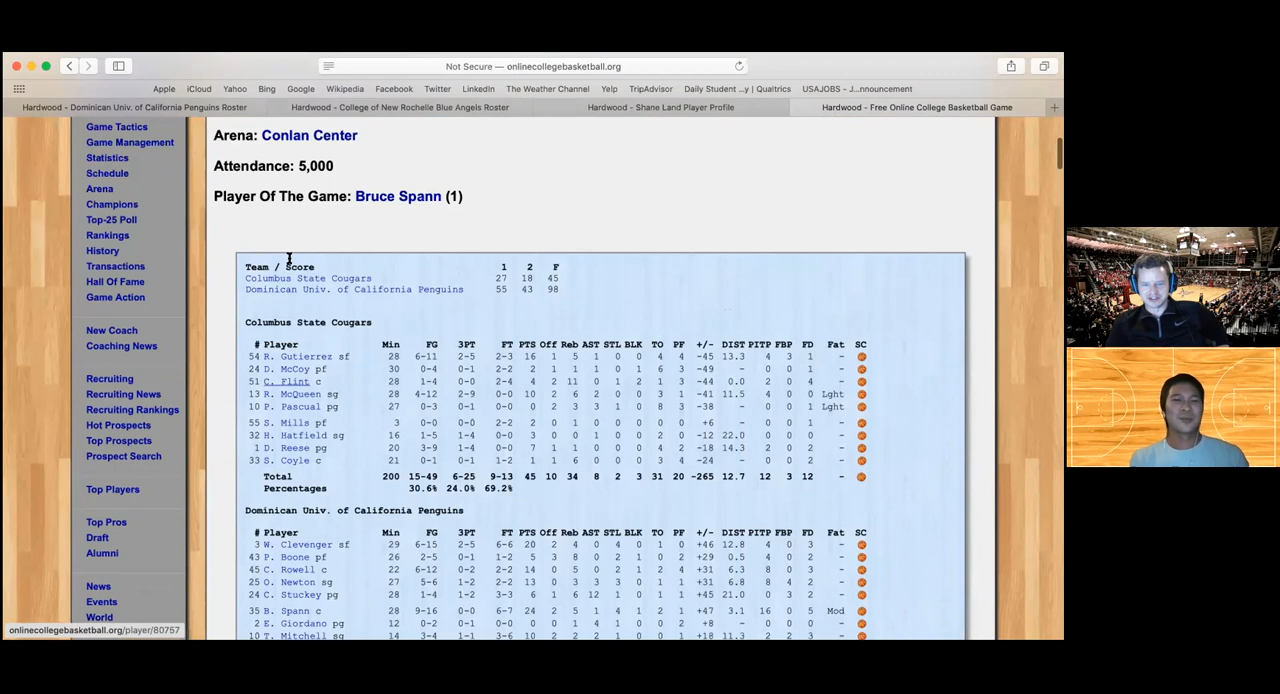 Not Secure — onlinecollegebasketball.org
Apple iCloud Yahoo Bing Google Wikipedia Facebook Twitter LinkedIn The Weather Channel Yelp TripAdvisor Daily Student ...y | Qualtrics USAJOBS - J...nnouncement
Hardwood - Dominican Univ. of California Penguins Roster Hardwood - College of New Rochelle Blue Angels Roster Hardwood - Shane Land Player Profile Hardwood - Free Online College Basketball Game
Game Tactics
Game Management
Statistics
Schedule
Arena
Champions
Top-25 Poll
Rankings
History
Transactions
Hall Of Fame
Game Action
New Coach
Coaching News
Recruiting
Recruiting News
Recruiting Rankings
Hot Prospects
Top Prospects
Prospect Search
Top Players
Top Pros
Draft
Alumni
News
Events
World
onlinecollegebasketball.org/player/80757
Arena: Conlan Center
Attendance: 5,000
Player Of The Game: Bruce Spann (1)
Team / Score 1 2 F
Columbus State Cougars 27 18 45
Dominican Univ. of California Penguins 55 43 98
Columbus State Cougars
# Player Min FG 3PT FT PTS Off Reb AST STL BLK TO PF +/- DIST PITP FBP FD Fat SC
54 R. Gutierrez sf 28 6-11 2-5 2-3 16 1 5 1 0 0 4 4 -45 13.3 4 3 1 -
24 D. McCoy pf 30 0-4 0-1 2-2 2 1 1 1 0 1 6 3 -49 - 0 0 1 -
51 C. Flint c 28 1-4 0-0 2-4 4 2 11 0 1 2 1 3 -44 0.0 2 0 4 -
13 R. McQueen sg 28 4-12 2-9 0-0 10 2 6 2 0 0 3 1 -41 11.5 4 0 0 Lght
10 P. Pascual pg 27 0-3 0-1 0-0 0 2 3 3 1 0 8 3 -38 - 0 0 1 Lght
55 S. Mills pf 3 0-0 0-0 2-2 2 0 1 0 0 0 0 0 +6 - 0 0 1 -
32 H. Hatfield sg 16 1-5 1-4 0-0 3 0 0 1 0 0 2 0 -12 22.0 0 0 0 -
1 D. Reese pg 20 3-9 1-4 0-0 7 1 1 0 0 0 4 2 -18 14.3 2 0 2 -
33 S. Coyle c 21 0-1 0-1 1-2 1 1 6 0 0 0 3 4 -24 - 0 0 2 -
Total 200 15-49 6-25 9-13 45 10 34 8 2 3 31 20 -265 12.7 12 3 12 -
Percentages 30.6% 24.0% 69.2%
Dominican Univ. of California Penguins
# Player Min FG 3PT FT PTS Off Reb AST STL BLK TO PF +/- DIST PITP FBP FD Fat SC
3 W. Clevenger sf 29 6-15 2-5 6-6 20 2 4 0 4 0 1 0 +46 12.8 4 0 3 -
43 P. Boone pf 26 2-5 0-1 1-2 5 3 8 0 2 1 0 2 +29 0.5 4 0 2 -
45 C. Rowell c 22 6-12 0-2 2-2 14 0 5 0 2 1 2 4 +31 6.3 8 0 3 -
25 O. Newton sg 27 5-6 1-2 2-2 13 0 3 3 3 0 1 1 +31 6.8 8 4 2 -
24 C. Stuckey pg 28 1-4 1-2 3-3 6 1 6 12 1 0 1 1 +45 21.0 0 3 2 -
35 B. Spann c 28 9-16 0-0 6-7 24 2 5 1 4 1 2 1 +47 3.1 16 0 5 Mod
2 E. Giordano pg 12 0-2 0-1 0-0 0 0 1 4 1 0 0 2 +8 - 0 0 0 -
10 T. Mitchell sg 14 3-4 1-1 3-6 10 2 2 2 1 0 1 0 +18 11.3 2 2 3 -